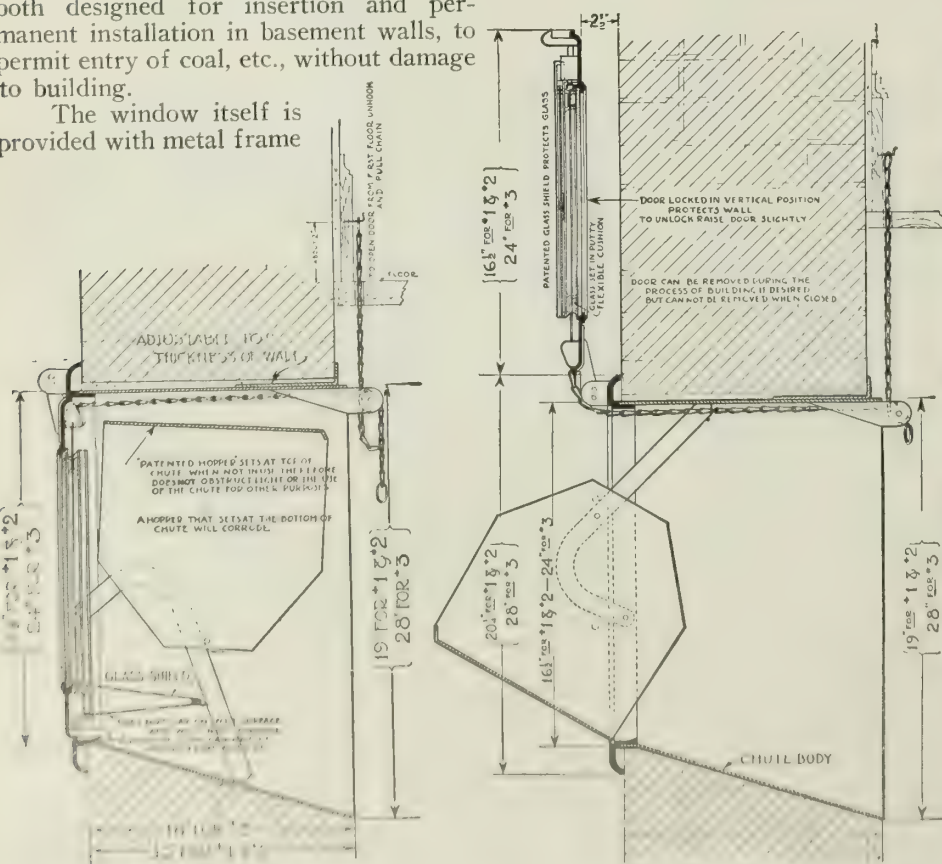 both designed for insertion and per-
manent installation in basement walls, to
permit entry of coal, etc., without damage
to building.
The window itself is
provided with metal frame
TO OPEN DOOR FROM FIRST FLOOR UNHOOK
AND PULL CHAIN
FLOOR
ADJUSTABLE FOR
THICKNESS OF WALL
PATENTED HOPPER SETS AT TOP OF
CHUTE WHEN NOT IN USE THEREFORE
DOES NOT OBSTRUCT LIGHT OR THE USE
OF THE CHUTE FOR OTHER PURPOSES
A HOPPER THAT SETS AT THE BOTTOM OF
CHUTE WILL CORRODE
FOR #1 & #2
FOR #3
19" FOR #1 & #2
28" FOR #3
GLASS SHIELD
2½"
16½" FOR #1 & #2
24" FOR #3
PATENTED GLASS SHIELD PROTECTS GLASS
GLASS SET IN PUTTY
FLEXIBLE CUSHION
DOOR LOCKED IN VERTICAL POSITION
PROTECTS WALL
TO UNLOCK RAISE DOOR SLIGHTLY
DOOR CAN BE REMOVED DURING THE
PROCESS OF BUILDING IF DESIRED
BUT CANNOT BE REMOVED WHEN CLOSED
20¼" FOR #1 & #2
28" FOR #3
16½" FOR #1 & #2 - 24" FOR #3
19" FOR #1 & #2
28" FOR #3
CHUTE BODY